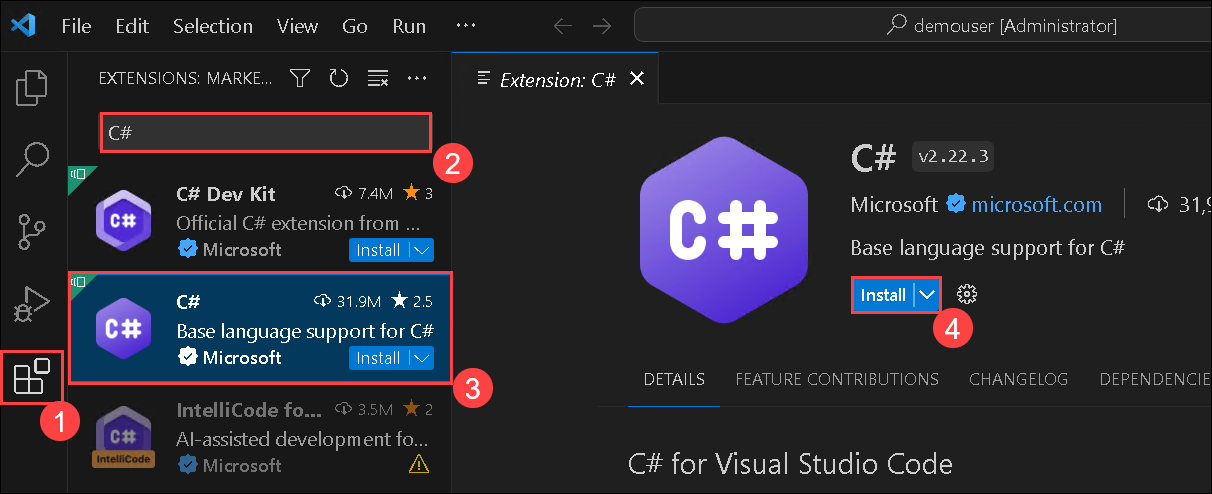 File Edit Selection View Go Run ···
demouser [Administrator]
EXTENSIONS: MARKE... ···
C#
2
C# Dev Kit 7.4M 3
Official C# extension from ...
Microsoft Install
C# 31.9M 2.5
Base language support for C#
Microsoft Install
3
IntelliCode fo... 3.5M 2
AI-assisted development fo...
IntelliCode
Microsoft
1
Extension: C#
C#
C# v2.22.3
Microsoft microsoft.com 31,9
Base language support for C#
Install
4
DETAILS FEATURE CONTRIBUTIONS CHANGELOG DEPENDENCIE
C# for Visual Studio Code